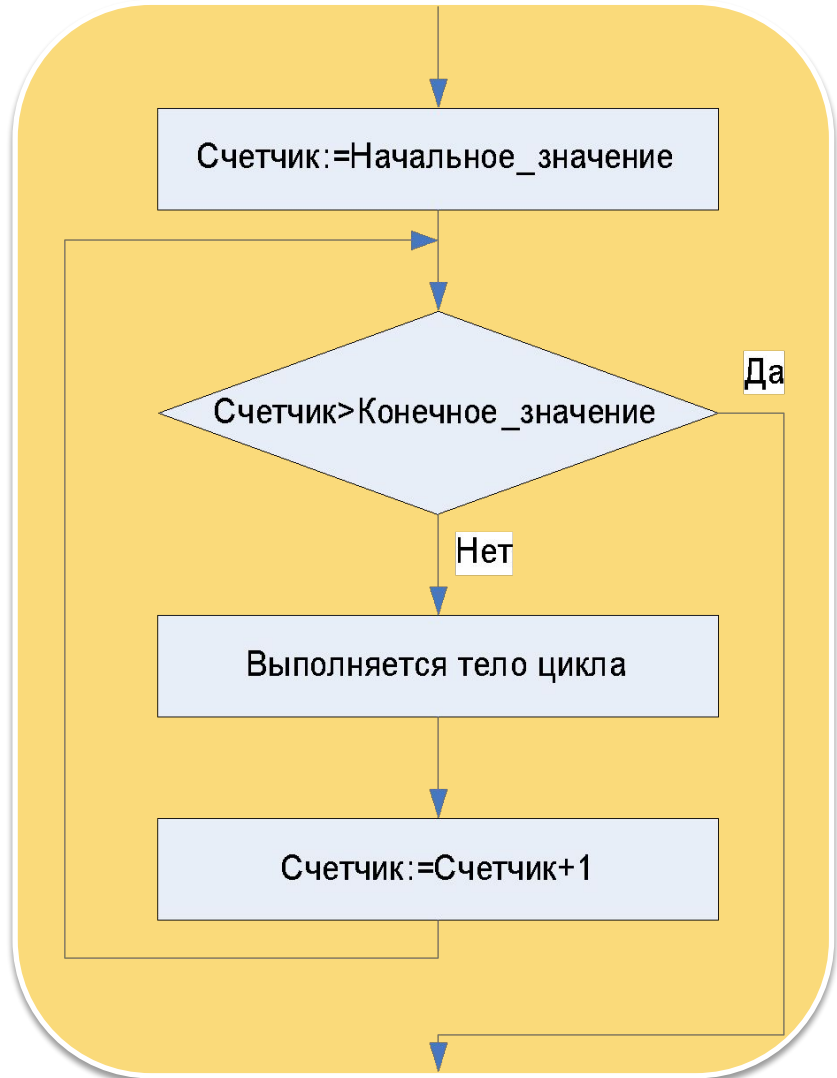 Счетчик:=Начальное_значение
Счетчик>Конечное_значение
Да
Нет
Выполняется тело цикла
Счетчик:=Счетчик+1